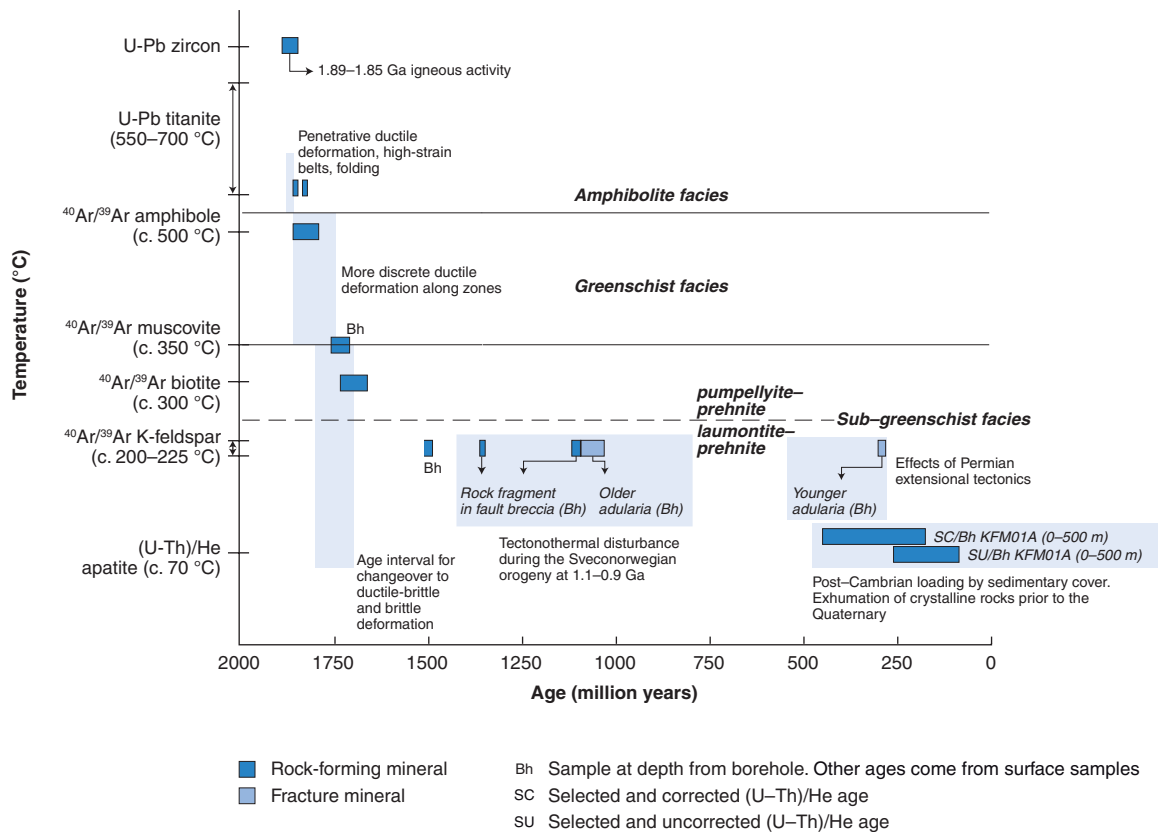 Temperature (°C)
U-Pb zircon
1.89–1.85 Ga igneous activity
U-Pb titanite
(550–700 °C)
Penetrative ductile
deformation, high-strain
belts, folding
Amphibolite facies
⁴⁰Ar/³⁹Ar amphibole
(c. 500 °C)
More discrete ductile
deformation along zones
Greenschist facies
⁴⁰Ar/³⁹Ar muscovite
(c. 350 °C)
Bh
⁴⁰Ar/³⁹Ar biotite
(c. 300 °C)
pumpellyite–
prehnite
Sub–greenschist facies
laumontite–
prehnite
⁴⁰Ar/³⁹Ar K-feldspar
(c. 200–225 °C)
Bh
Rock fragment
in fault breccia (Bh)
Older
adularia (Bh)
Younger
adularia (Bh)
Effects of Permian
extensional tectonics
(U-Th)/He
apatite (c. 70 °C)
Age interval for
changeover to
ductile-brittle
and brittle
deformation
Tectonothermal disturbance
during the Sveconorwegian
orogeny at 1.1–0.9 Ga
SC/Bh KFM01A (0–500 m)
SU/Bh KFM01A (0–500 m)
Post–Cambrian loading by sedimentary cover.
Exhumation of crystalline rocks prior to the
Quaternary
2000 1750 1500 1250 1000 750 500 250 0
Age (million years)
Rock-forming mineral
Fracture mineral
Bh Sample at depth from borehole. Other ages come from surface samples
SC Selected and corrected (U–Th)/He age
SU Selected and uncorrected (U–Th)/He age